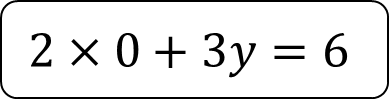 2 × 0 + 3y = 6